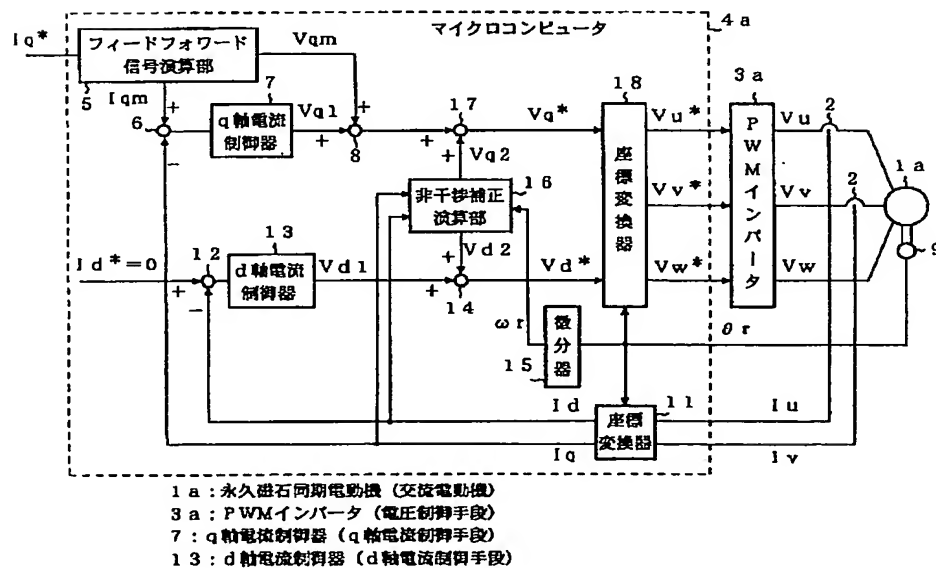 マイクロコンピュータ
4a
Iq*
フィードフォワード
信号演算部
5
Iqm
Vqm
6
+
−
7
q軸電流
制御器
Vq1
+
+
8
+
17
+
Vq2
Vq*
18
座標変換器
Vu*
Vv*
Vw*
3a
PWMインバータ
2
2
Vu
Vv
Vw
1a
9
非干渉補正
演算部
16
Id*=0
12
+
−
13
d軸電流
制御器
Vd1
+
+
14
Vd2
Vd*
ωr
微分器
15
θr
Id
Iq
座標
変換器
11
Iu
Iv
1a:永久磁石同期電動機(交流電動機)
3a:PWMインバータ(電圧制御手段)
7:q軸電流制御器(q軸電流制御手段)
13:d軸電流制御器(d軸電流制御手段)